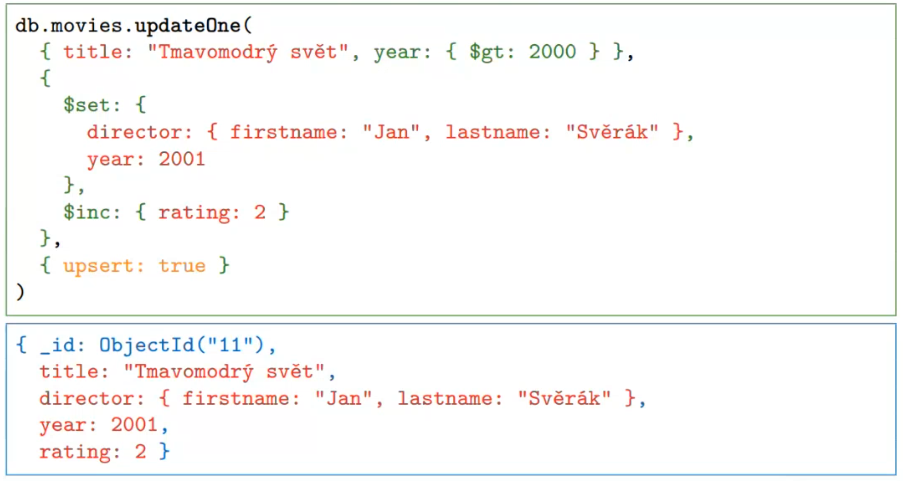 db.movies.updateOne(
{ title: "Tmavomodrý svět", year: { $gt: 2000 } },
{
$set: {
director: { firstname: "Jan", lastname: "Svěrák" },
year: 2001
},
$inc: { rating: 2 }
},
{ upsert: true }
)
{ _id: ObjectId("11"),
title: "Tmavomodrý svět",
director: { firstname: "Jan", lastname: "Svěrák" },
year: 2001,
rating: 2 }